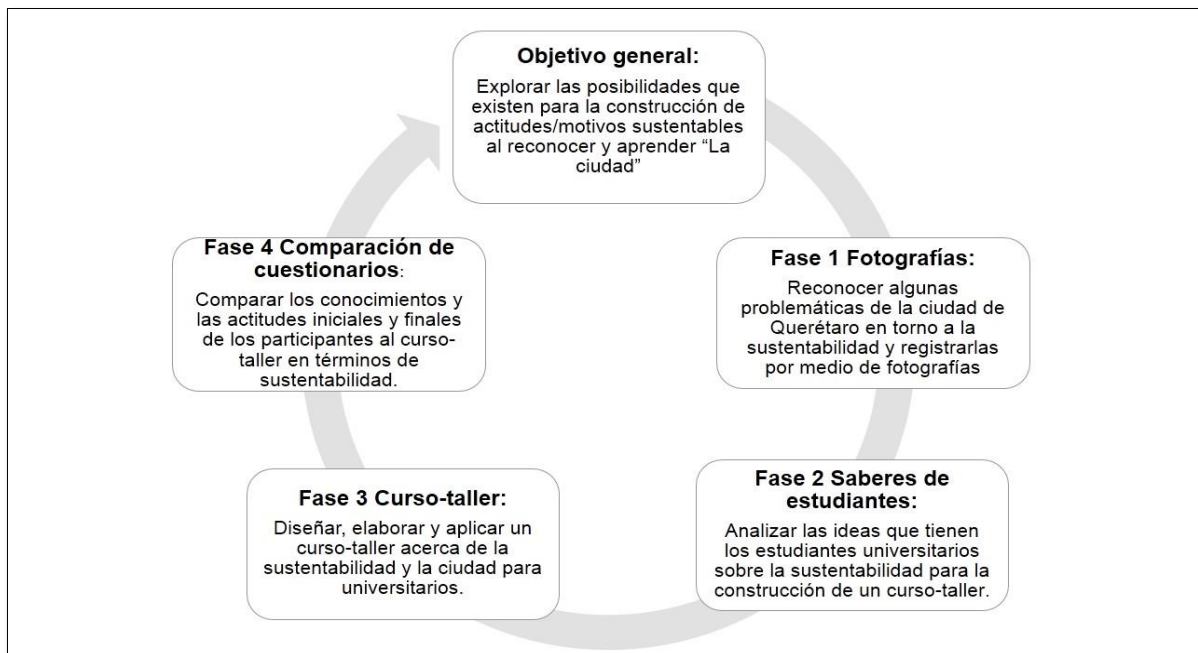 Objetivo general:
Explorar las posibilidades que
existen para la construcción de
actitudes/motivos sustentables
al reconocer y aprender “La
ciudad”
Fase 1 Fotografías:
Reconocer algunas
problemáticas de la ciudad de
Querétaro en torno a la
sustentabilidad y registrarlas
por medio de fotografías
Fase 2 Saberes de
estudiantes:
Analizar las ideas que tienen
los estudiantes universitarios
sobre la sustentabilidad para la
construcción de un curso-taller.
Fase 3 Curso-taller:
Diseñar, elaborar y aplicar un
curso-taller acerca de la
sustentabilidad y la ciudad para
universitarios.
Fase 4 Comparación de
cuestionarios:
Comparar los conocimientos y
las actitudes iniciales y finales
de los participantes al curso-
taller en términos de
sustentabilidad.